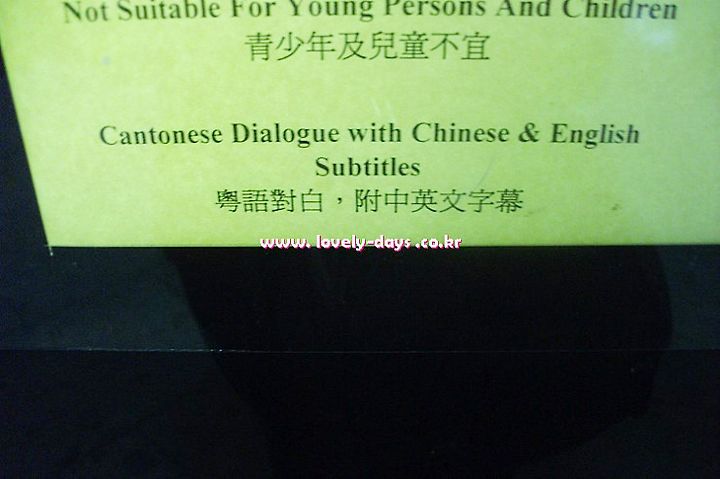 Not Suitable For Young Persons And Children
青少年及兒童不宜
Cantonese Dialogue with Chinese & English
Subtitles
粵語對白，附中英文字幕
www. lovely-days .co.kr